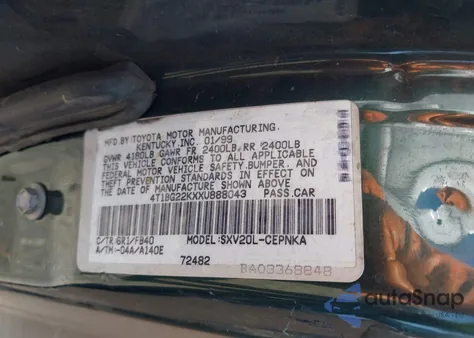 MFD BY: TOYOTA MOTOR MANUFACTURING.
KENTUCKY.INC. 01/99
GVWR 4180LB GAWR FR 2400LB RR 2400LB
THIS VEHICLE CONFORMS TO ALL APPLICABLE
FEDERAL MOTOR VEHICLE SAFETY, BUMPER, AND
THEFT PREVENTION STANDARDS IN EFFECT ON
THE DATE OF MANUFACTURE SHOWN ABOVE.
4T1BG22KXXU888043 PASS.CAR
C/TR:6R1/FB40 MODEL:SXV20L-CEPNKA
A/TM:-04A/A140E
72482 BA03368848
autoSnap